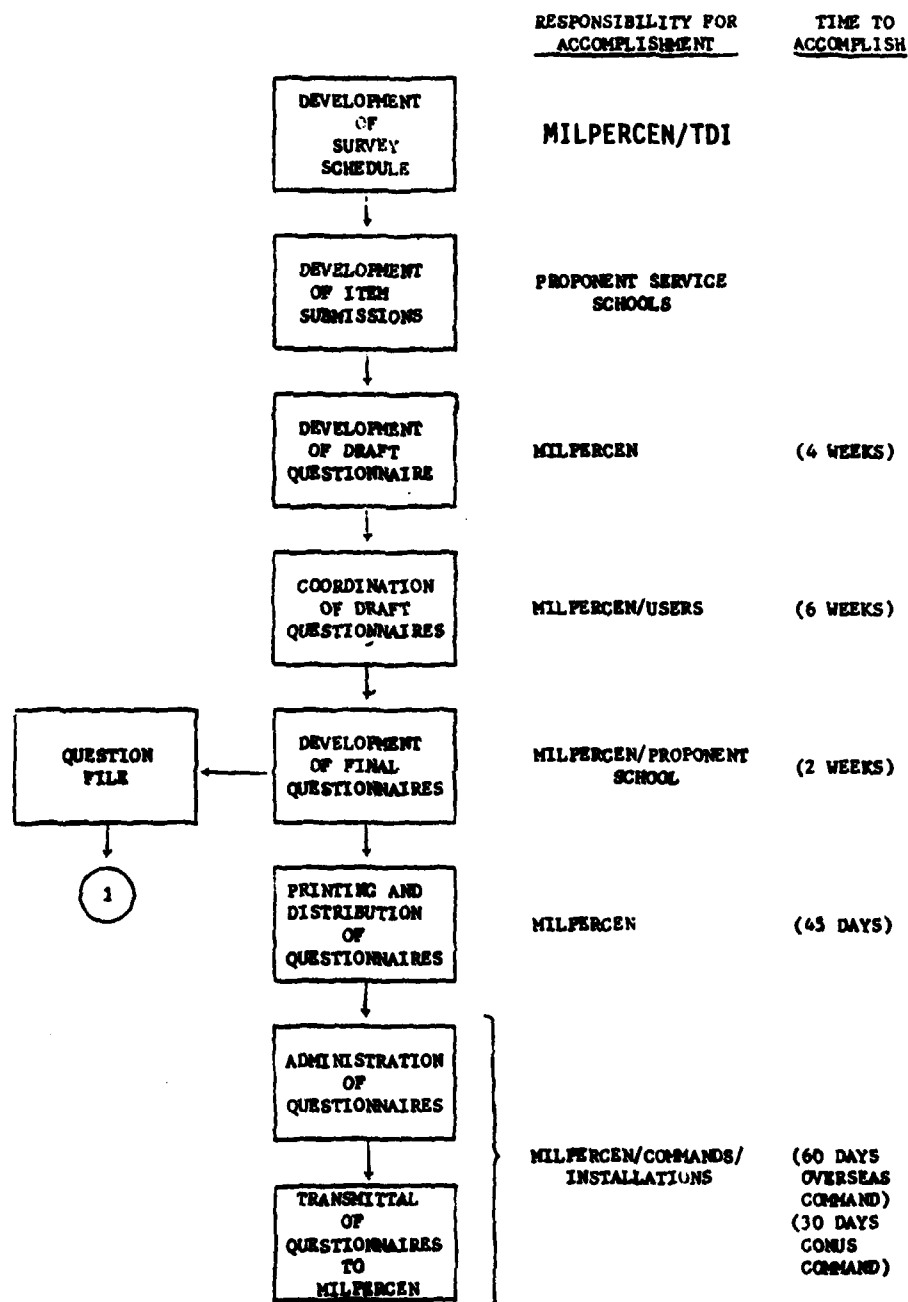 RESPONSIBILITY FOR
ACCOMPLISHMENT
TIME TO
ACCOMPLISH
DEVELOPMENT
OF
SURVEY
SCHEDULE
MILPERCEN/TDI
DEVELOPMENT
OF ITEM
SUBMISSIONS
PROPONENT SERVICE
SCHOOLS
DEVELOPMENT
OF DRAFT
QUESTIONNAIRE
MILPERCEN
(4 WEEKS)
COORDINATION
OF DRAFT
QUESTIONNAIRES
MILPERCEN/USERS
(6 WEEKS)
QUESTION
FILE
DEVELOPMENT
OF FINAL
QUESTIONNAIRES
MILPERCEN/PROPONENT
SCHOOL
(2 WEEKS)
1
PRINTING AND
DISTRIBUTION
OF
QUESTIONNAIRES
MILPERCEN
(45 DAYS)
ADMINISTRATION
OF
QUESTIONNAIRES
TRANSMITTAL
OF
QUESTIONNAIRES
TO
MILPERCEN
MILPERCEN/COMMANDS/
INSTALLATIONS
(60 DAYS
OVERSEAS
COMMAND)
(30 DAYS
CONUS
COMMAND)